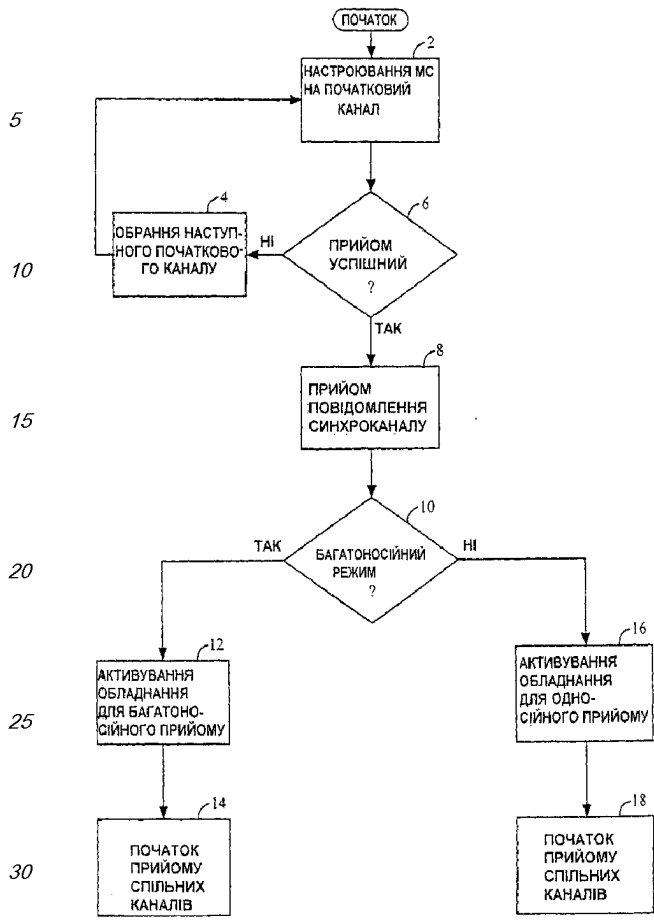 ПОЧАТОК
2
НАСТРОЮВАННЯ МС
НА ПОЧАТКОВИЙ
КАНАЛ
5
4
ОБРАННЯ НАСТУП-
НОГО ПОЧАТКОВО-
ГО КАНАЛУ
НІ
6
ПРИЙОМ
УСПІШНИЙ
?
10
ТАК
8
ПРИЙОМ
ПОВІДОМЛЕННЯ
СИНХРОКАНАЛУ
15
10
ТАК
БАГАТОНОСІЙНИЙ
РЕЖИМ
?
НІ
20
12
АКТИВУВАННЯ
ОБЛАДНАННЯ
ДЛЯ БАГАТОНО-
СІЙНОГО ПРИЙОМУ
16
АКТИВУВАННЯ
ОБЛАДНАННЯ
ДЛЯ ОДНО-
СІЙНОГО ПРИЙОМУ
25
14
ПОЧАТОК
ПРИЙОМУ
СПІЛЬНИХ
КАНАЛІВ
18
ПОЧАТОК
ПРИЙОМУ
СПІЛЬНИХ
КАНАЛІВ
30